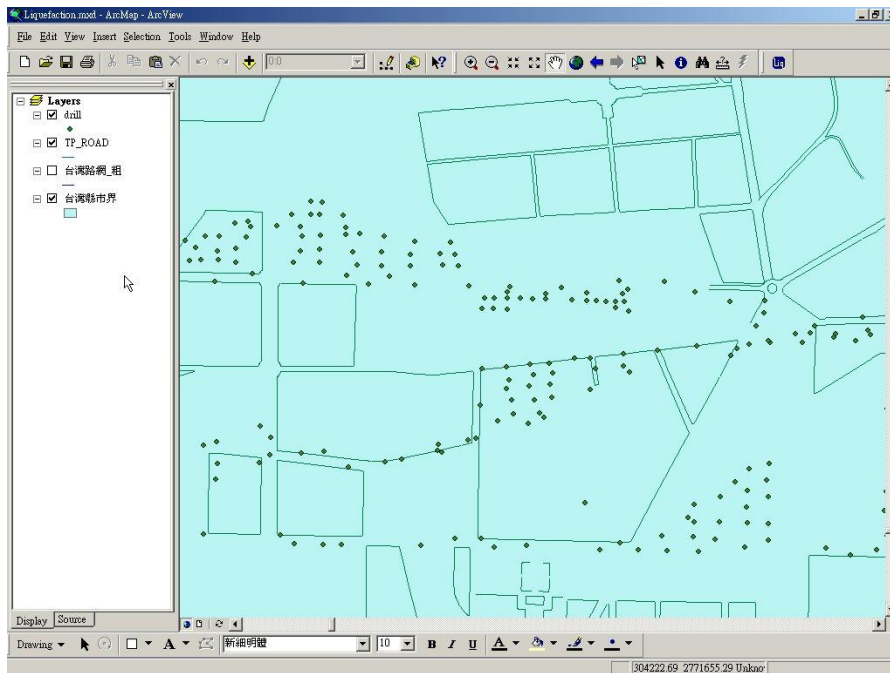 Liquefaction.mxd - ArcMap - ArcView
File Edit View Insert Selection Tools Window Help
0:0
Layers
drill
TP_ROAD
台灣路網_粗
台灣縣市界
Display Source
Drawing A 新細明體 10 B I U A
304222.69 2771655.29 Unkno